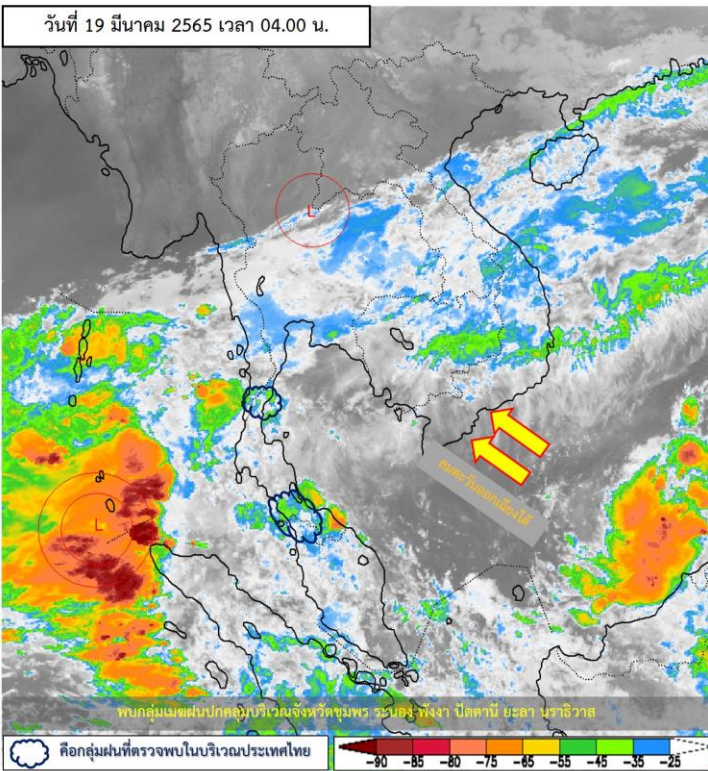 วันที่ 19 มีนาคม 2565 เวลา 04.00 น.
L
L
ลมตะวันออกเฉียงใต้
พบกลุ่มเมฆฝนปกคลุมบริเวณจังหวัดชุมพร ระนอง พังงา ปัตตานี ยะลา นราธิวาส
คือกลุ่มฝนที่ตรวจพบในบริเวณประเทศไทย
-90 -85 -80 -75 -65 -55 -45 -35 -25